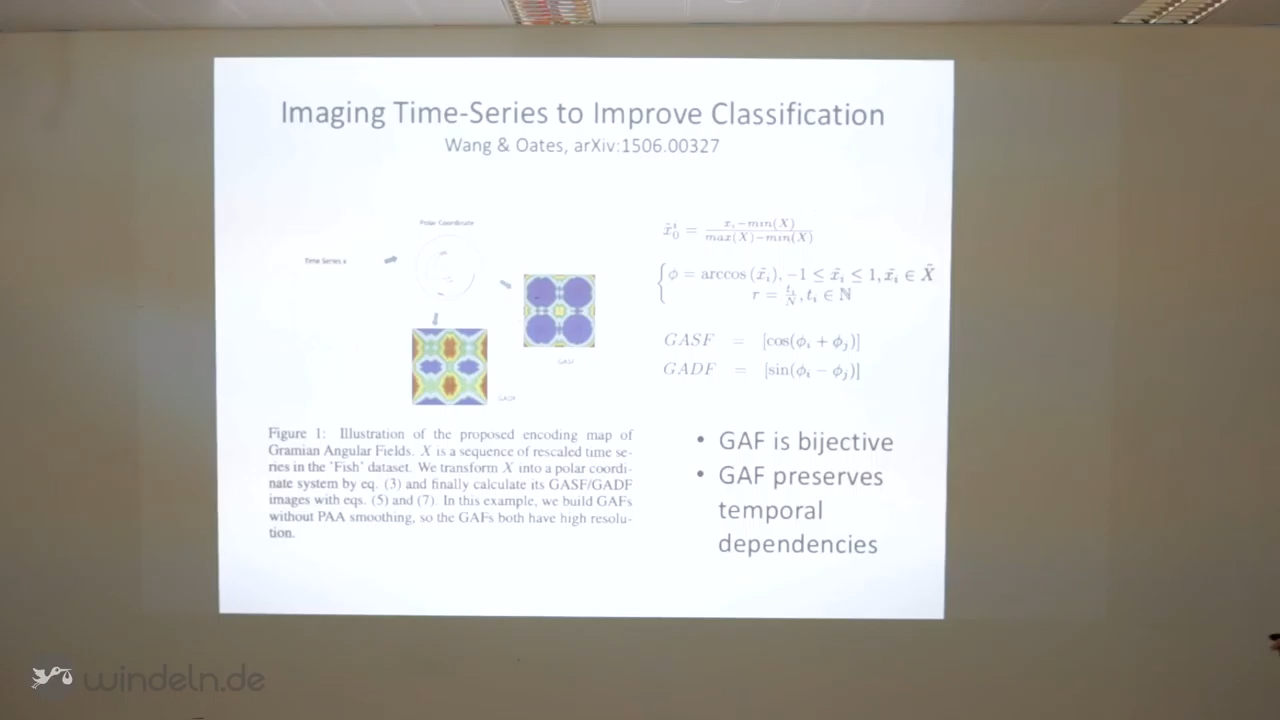 Imaging Time-Series to Improve Classification
Wang & Oates, arXiv:1506.00327
Polar Coordinate
Time Series x
GASF
GADF
x̃₀ⁱ = (xᵢ−min(X)) / (max(X)−min(X))
{ϕ = arccos (x̃ᵢ), −1 ≤ x̃ᵢ ≤ 1, x̃ᵢ ∈ X̃
r = tᵢ/N, tᵢ ∈ ℕ
GASF = [cos(ϕᵢ + ϕⱼ)]
GADF = [sin(ϕᵢ − ϕⱼ)]
Figure 1: Illustration of the proposed encoding map of
Gramian Angular Fields. X is a sequence of rescaled time se-
ries in the 'Fish' dataset. We transform X into a polar coordi-
nate system by eq. (3) and finally calculate its GASF/GADF
images with eqs. (5) and (7). In this example, we build GAFs
without PAA smoothing, so the GAFs both have high resolu-
tion.
• GAF is bijective
• GAF preserves
temporal
dependencies
windeln.de